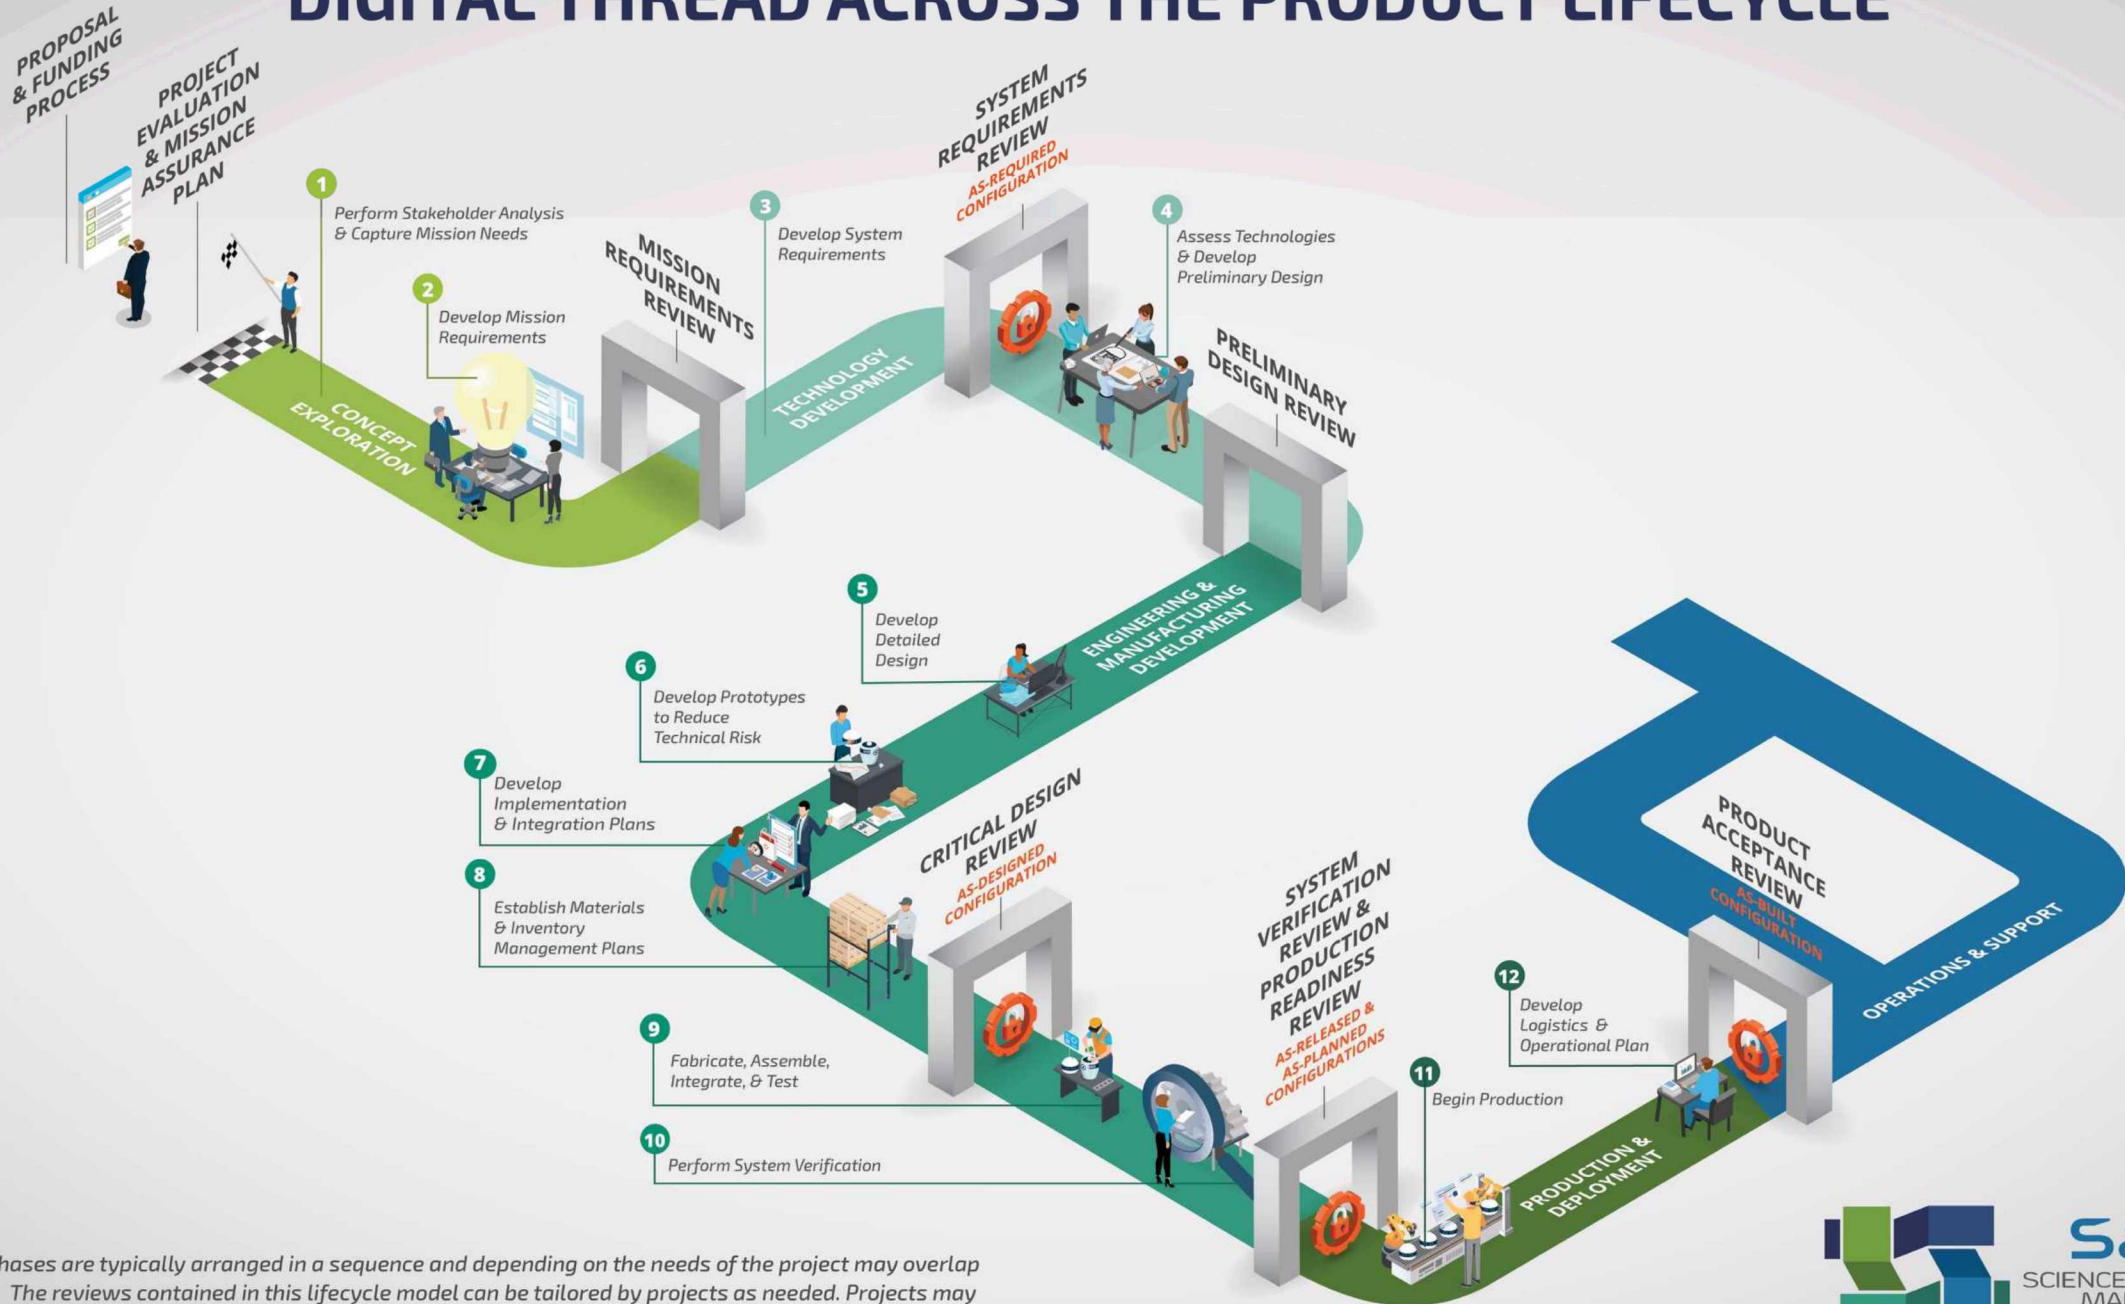 DIGITAL THREAD ACROSS THE PRODUCT LIFECYCLE
PROPOSAL
& FUNDING
PROCESS
PROJECT
EVALUATION
& MISSION
ASSURANCE
PLAN
1
Perform Stakeholder Analysis
& Capture Mission Needs
2
Develop Mission
Requirements
CONCEPT
EXPLORATION
MISSION
REQUIREMENTS
REVIEW
3
Develop System
Requirements
TECHNOLOGY
DEVELOPMENT
SYSTEM
REQUIREMENTS
REVIEW
AS-REQUIRED
CONFIGURATION
4
Assess Technologies
& Develop
Preliminary Design
PRELIMINARY
DESIGN REVIEW
ENGINEERING &
MANUFACTURING
DEVELOPMENT
5
Develop
Detailed
Design
6
Develop Prototypes
to Reduce
Technical Risk
7
Develop
Implementation
& Integration Plans
8
Establish Materials
& Inventory
Management Plans
CRITICAL DESIGN
REVIEW
AS-DESIGNED
CONFIGURATION
9
Fabricate, Assemble,
Integrate, & Test
10
Perform System Verification
SYSTEM
VERIFICATION
REVIEW &
PRODUCTION
READINESS
REVIEW
AS-RELEASED &
AS-PLANNED
CONFIGURATIONS
11
Begin Production
PRODUCTION &
DEPLOYMENT
12
Develop
Logistics &
Operational Plan
PRODUCT
ACCEPTANCE
REVIEW
AS-BUILT
CONFIGURATION
OPERATIONS & SUPPORT
hases are typically arranged in a sequence and depending on the needs of the project may overlap
The reviews contained in this lifecycle model can be tailored by projects as needed. Projects may
SCIENCE